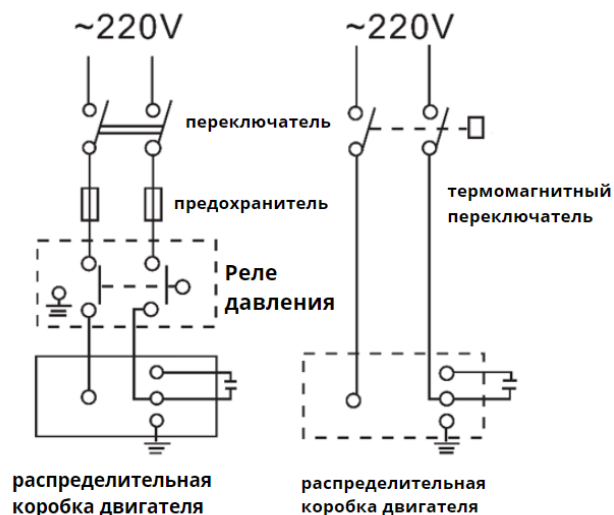 ~220V
~220V
переключатель
предохранитель
термомагнитный
переключатель
Реле
давления
распределительная
коробка двигателя
распределительная
коробка двигателя